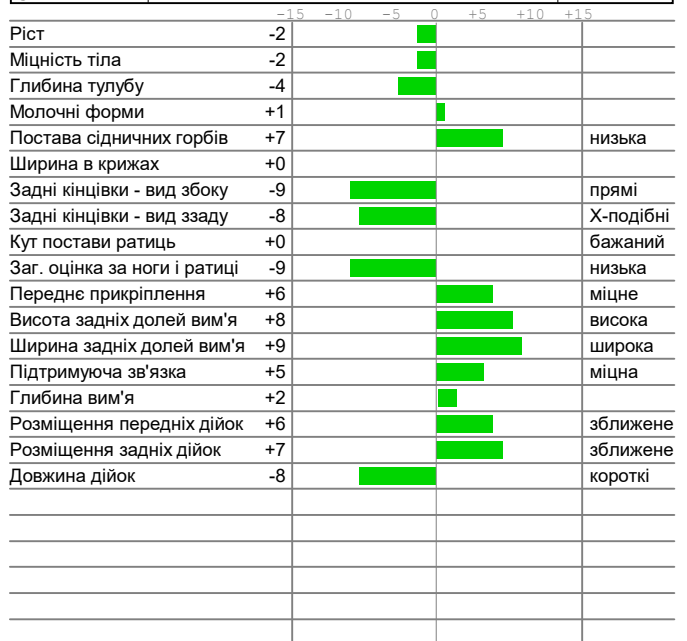 -15 -10 -5 0 +5 +10 +15
Ріст -2
Міцність тіла -2
Глибина тулубу -4
Молочні форми +1
Постава сідничних горбів +7 низька
Ширина в крижах +0
Задні кінцівки - вид збоку -9 прямі
Задні кінцівки - вид ззаду -8 Х-подібні
Кут постави ратиць +0 бажаний
Заг. оцінка за ноги і ратиці -9 низька
Переднє прикріплення +6 міцне
Висота задніх долей вим'я +8 висока
Ширина задніх долей вим'я +9 широка
Підтримуюча зв'язка +5 міцна
Глибина вим'я +2
Розміщення передніх дійок +6 зближене
Розміщення задніх дійок +7 зближене
Довжина дійок -8 короткі